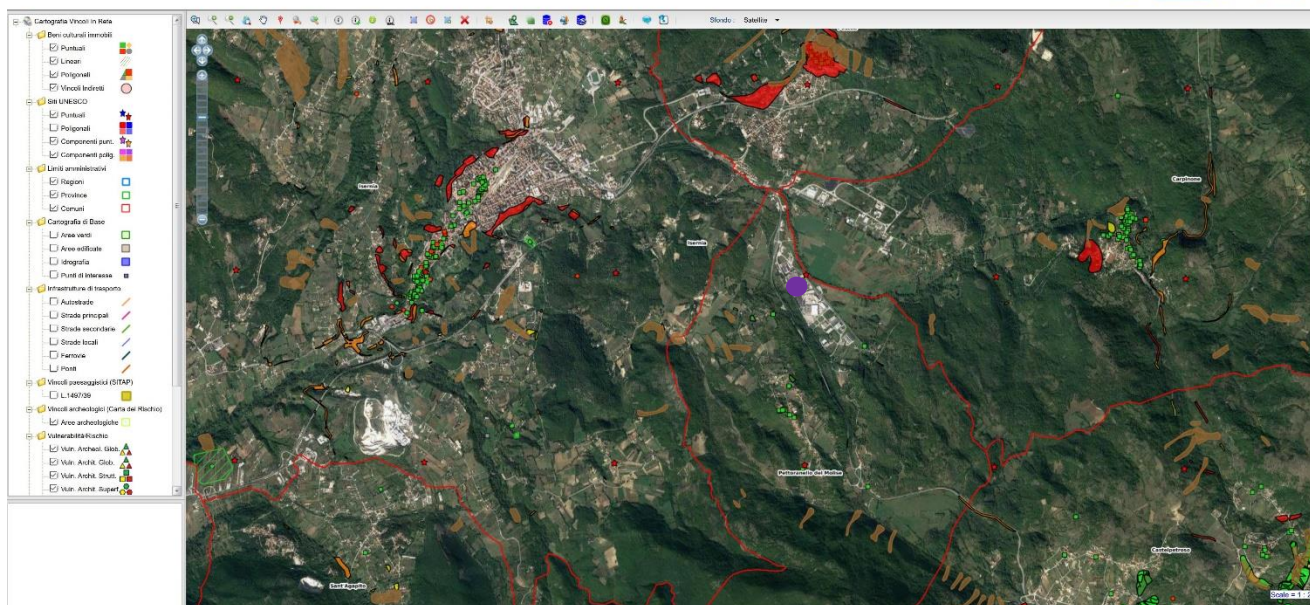 Sfondo : Satellite
Cartografia Vincoli In Rete
Beni culturali immobili
Puntuali
Lineari
Poligonali
Vincoli Indiretti
Siti UNESCO
Puntuali
Poligonali
Componenti punt.
Componenti polig.
Limiti amministrativi
Regioni
Province
Comuni
Cartografia di Base
Aree verdi
Aree edificate
Idrografia
Punti di interesse
Infrastrutture di trasporto
Autostrade
Strade principali
Strade secondarie
Strade locali
Ferrovie
Ponti
Vincoli paesaggistici (SITAP)
L.1497/39
Vincoli archeologici (Carta del Rischio)
Aree archeologiche
Vulnerabilità-Rischio
Vuln. Archeol. Glob.
Vuln. Archit. Glob.
Vuln. Archit. Strutt.
Vuln. Archit. Superf.
Isernia
Carpinone
Isernia
Pettoranello del Molise
Castelpetroso
Sant'Agapito
Scale = 1 : 2